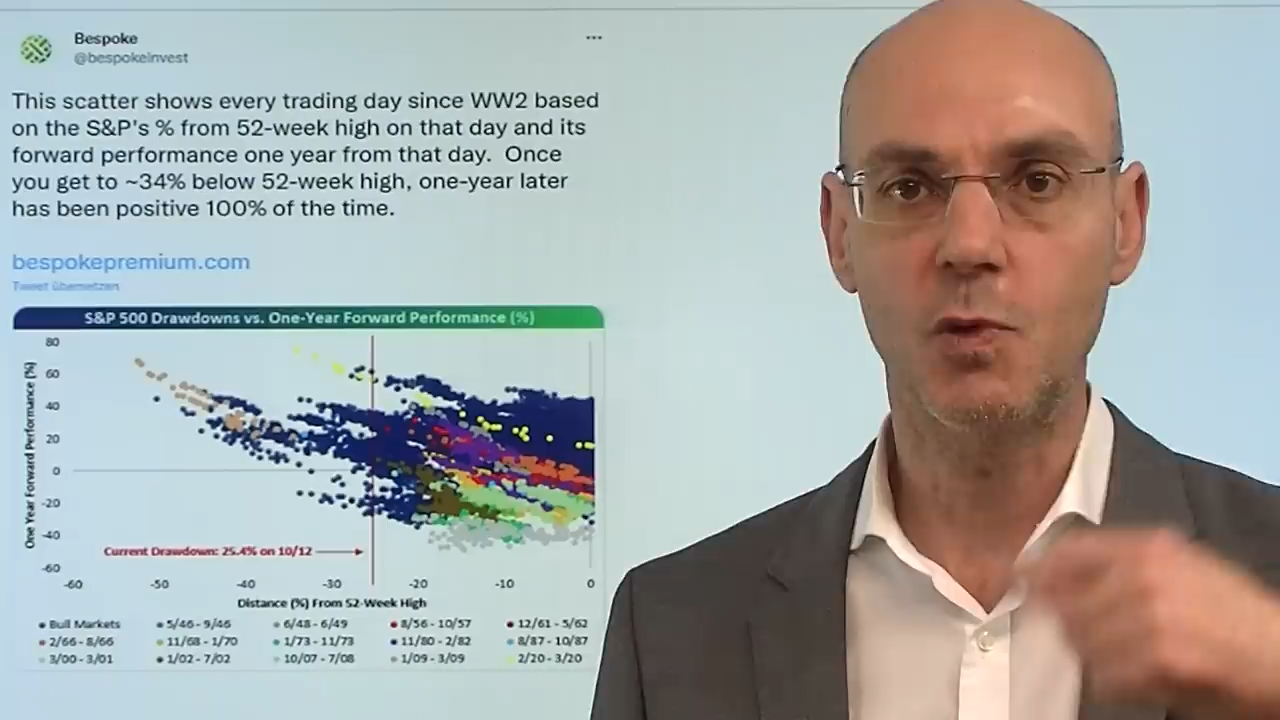 Bespoke
@bespokeinvest
This scatter shows every trading day since WW2 based
on the S&P's % from 52-week high on that day and its
forward performance one year from that day. Once
you get to ~34% below 52-week high, one-year later
has been positive 100% of the time.
bespokepremium.com
Tweet übersetzen
S&P 500 Drawdowns vs. One-Year Forward Performance (%)
One Year Forward Performance (%)
80
60
40
20
0
-20
-40
-60
Current Drawdown: 25.4% on 10/12
-60 -50 -40 -30 -20 -10 0
Distance (%) From 52-Week High
Bull Markets 5/46 - 9/46 6/48 - 6/49 8/56 - 10/57 12/61 - 5/62
2/66 - 8/66 11/68 - 1/70 1/73 - 11/73 11/80 - 2/82 8/87 - 10/87
3/00 - 3/01 1/02 - 7/02 10/07 - 7/08 1/09 - 3/09 2/20 - 3/20